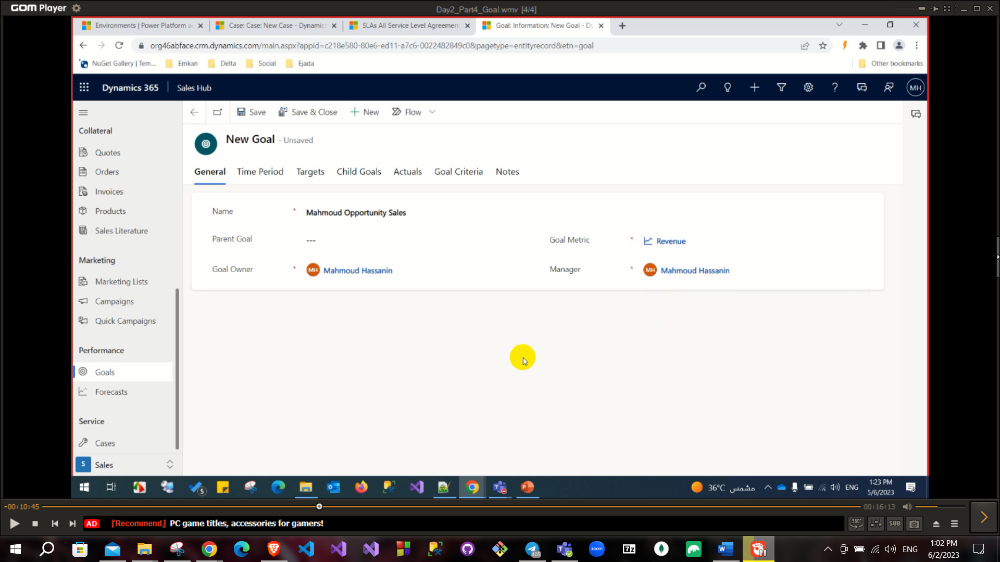 GOM Player
Day2_Part4_Goal.wmv [4/4]
Environments | Power Platform a
Case: Case: New Case - Dynamics
SLAs All Service Level Agreement
Goal: Information: New Goal - Dy
org46abface.crm.dynamics.com/main.aspx?appid=c218e580-80e6-ed11-a7c6-0022482849c0&pagetype=entityrecord&etn=goal
NuGet Gallery | Tem...
Emkan
Delta
Social
Ejada
Other bookmarks
Dynamics 365
Sales Hub
MH
Save
Save & Close
New
Flow
Collateral
Quotes
Orders
Invoices
Products
Sales Literature
Marketing
Marketing Lists
Campaigns
Quick Campaigns
Performance
Goals
Forecasts
Service
Cases
S Sales
New Goal - Unsaved
General
Time Period
Targets
Child Goals
Actuals
Goal Criteria
Notes
Name * Mahmoud Opportunity Sales
Parent Goal ---
Goal Metric * Revenue
Goal Owner * MH Mahmoud Hassanin
Manager * MH Mahmoud Hassanin
5
36°C مشمس
ENG
1:23 PM
5/6/2023
-00:10:45
00:16:13
AD
『Recommend』 PC game titles, accessories for gamers!
360°
SUB
405
zoom
7z
W
ENG
1:02 PM
6/2/2023